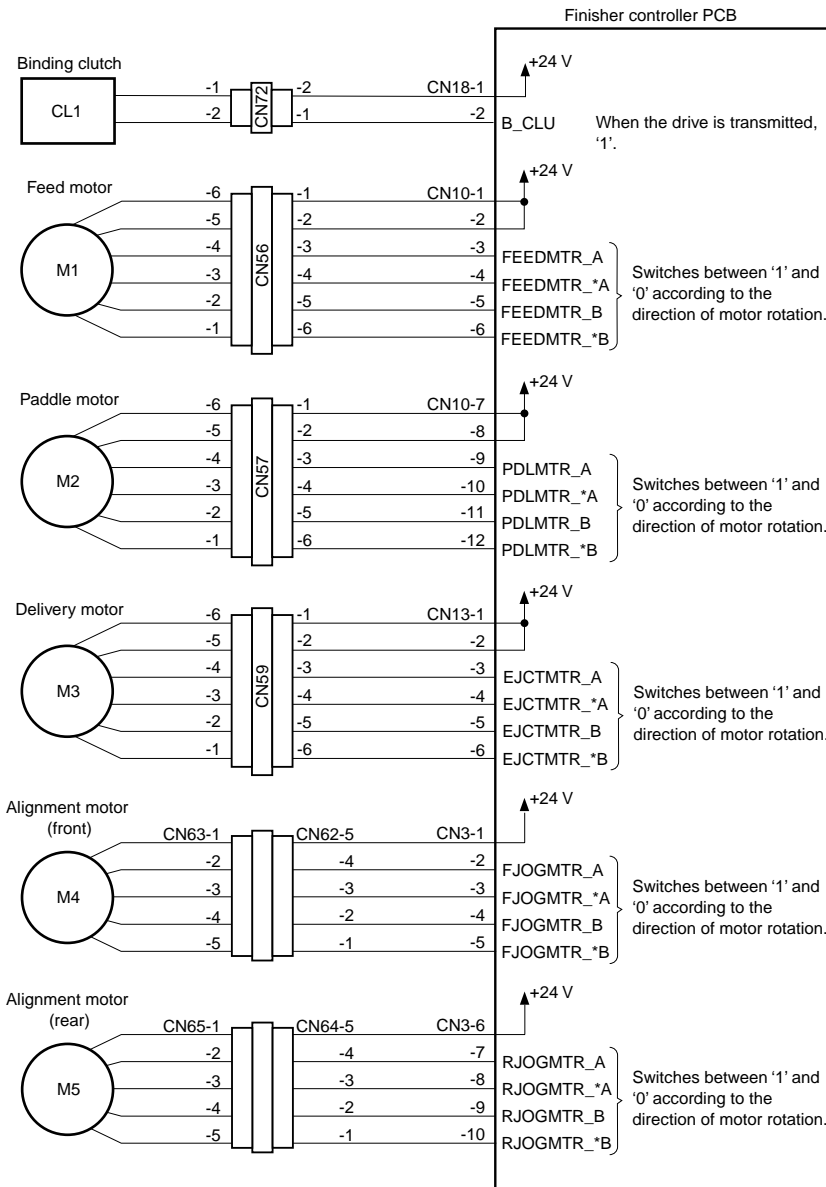 Finisher controller PCB
Binding clutch
+24 V
-1 -2 CN18-1
CL1 CN72
-2 -1 -2 B_CLU When the drive is transmitted,
'1'.
+24 V
Feed motor
-6 -1 CN10-1
-5 -2 -2
-4 -3 -3 FEEDMTR_A
M1 CN56 Switches between '1' and
-3 -4 -4 FEEDMTR_*A '0' according to the
-2 -5 -5 FEEDMTR_B direction of motor rotation.
-1 -6 -6 FEEDMTR_*B
+24 V
Paddle motor
-6 -1 CN10-7
-5 -2 -8
-4 -3 -9 PDLMTR_A
M2 CN57 Switches between '1' and
-3 -4 -10 PDLMTR_*A '0' according to the
-2 -5 -11 PDLMTR_B direction of motor rotation.
-1 -6 -12 PDLMTR_*B
+24 V
Delivery motor
-6 -1 CN13-1
-5 -2 -2
-4 -3 -3 EJCTMTR_A
M3 CN59 Switches between '1' and
-3 -4 -4 EJCTMTR_*A '0' according to the
-2 -5 -5 EJCTMTR_B direction of motor rotation.
-1 -6 -6 EJCTMTR_*B
+24 V
Alignment motor
(front)
CN63-1 CN62-5 CN3-1
-2 -4 -2 FJOGMTR_A
M4 Switches between '1' and
-3 -3 -3 FJOGMTR_*A '0' according to the
-4 -2 -4 FJOGMTR_B direction of motor rotation.
-5 -1 -5 FJOGMTR_*B
+24 V
Alignment motor
(rear)
CN65-1 CN64-5 CN3-6
-2 -4 -7 RJOGMTR_A
M5 Switches between '1' and
-3 -3 -8 RJOGMTR_*A '0' according to the
-4 -2 -9 RJOGMTR_B direction of motor rotation.
-5 -1 -10 RJOGMTR_*B